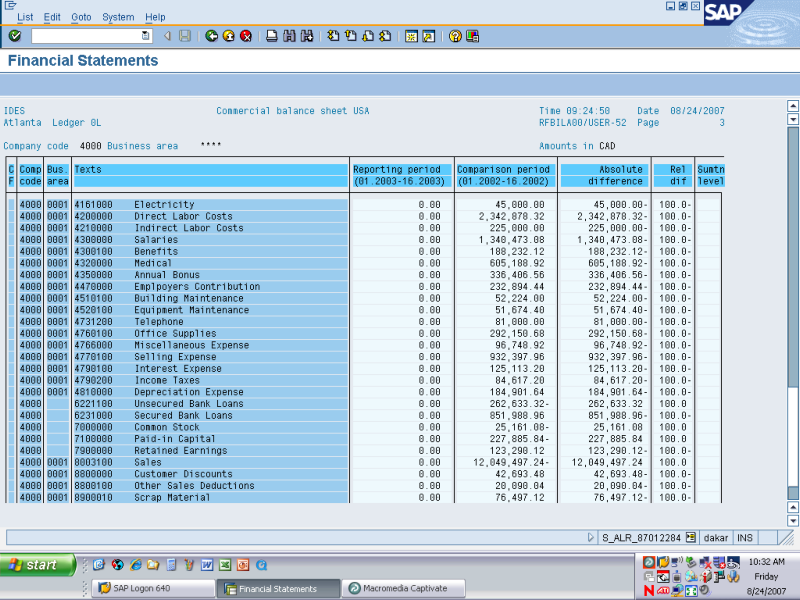 List Edit Goto System Help
SAP
Financial Statements
IDES Commercial balance sheet USA Time 09:24:50 Date 08/24/2007
Atlanta Ledger 0L RFBILA00/USER-52 Page 3
Company code 4000 Business area **** Amounts in CAD
C Comp Bus. Texts Reporting period Comparison period Absolute Rel Sumtn
F code area (01.2003-16.2003) (01.2002-16.2002) difference dif level
4000 0001 4161000 Electricity 0.00 45,000.00 45,000.00- 100.0-
4000 0001 4200000 Direct Labor Costs 0.00 2,342,878.32 2,342,878.32- 100.0-
4000 0001 4210000 Indirect Labor Costs 0.00 225,000.00 225,000.00- 100.0-
4000 0001 4300000 Salaries 0.00 1,340,473.08 1,340,473.08- 100.0-
4000 0001 4300100 Benefits 0.00 188,232.12 188,232.12- 100.0-
4000 0001 4320000 Medical 0.00 605,188.92 605,188.92- 100.0-
4000 0001 4350000 Annual Bonus 0.00 336,406.56 336,406.56- 100.0-
4000 0001 4470000 Emplpoyers Contribution 0.00 232,894.44 232,894.44- 100.0-
4000 0001 4510100 Building Maintenance 0.00 52,224.00 52,224.00- 100.0-
4000 0001 4520100 Equipment Maintenance 0.00 51,674.40 51,674.40- 100.0-
4000 0001 4731200 Telephone 0.00 81,000.00 81,000.00- 100.0-
4000 0001 4760100 Office Supplies 0.00 292,150.68 292,150.68- 100.0-
4000 0001 4766000 Miscellaneous Expense 0.00 96,748.92 96,748.92- 100.0-
4000 0001 4770100 Selling Expense 0.00 932,397.96 932,397.96- 100.0-
4000 0001 4790100 Interest Expense 0.00 125,113.20 125,113.20- 100.0-
4000 0001 4790200 Income Taxes 0.00 84,617.20 84,617.20- 100.0-
4000 0001 4810000 Depreciation Expense 0.00 184,901.64 184,901.64- 100.0-
4000 6221100 Unsecured Bank Loans 0.00 262,633.32- 262,633.32 100.0
4000 6231000 Secured Bank Loans 0.00 851,988.96 851,988.96- 100.0-
4000 7000000 Common Stock 0.00 25,161.08- 25,161.08 100.0
4000 7100000 Paid-in Capital 0.00 227,885.84- 227,885.84 100.0
4000 7900000 Retained Earnings 0.00 123,290.12 123,290.12- 100.0-
4000 0001 8003100 Sales 0.00 12,049,497.24- 12,049,497.24 100.0
4000 0001 8800000 Customer Discounts 0.00 42,693.48 42,693.48- 100.0-
4000 0001 8800100 Other Sales Deductions 0.00 20,090.04 20,090.04- 100.0-
4000 0001 8900010 Scrap Material 0.00 76,497.12 76,497.12- 100.0-
S_ALR_87012284 dakar INS
start
SAP Logon 640 Financial Statements Macromedia Captivate
10:32 AM
Friday
8/24/2007